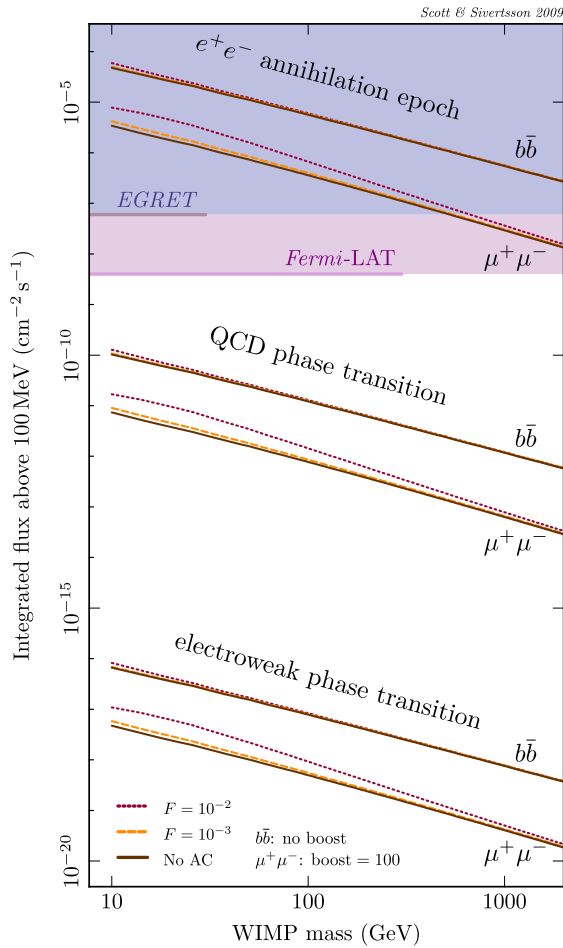 Scott & Sivertsson 2009
e⁺e⁻ annihilation epoch
bb̄
EGRET
μ⁺μ⁻
Fermi-LAT
QCD phase transition
bb̄
μ⁺μ⁻
electroweak phase transition
bb̄
μ⁺μ⁻
F = 10⁻²
F = 10⁻³
No AC
bb̄: no boost
μ⁺μ⁻: boost = 100
Integrated flux above 100 MeV (cm⁻² s⁻¹)
10⁻⁵
10⁻¹⁰
10⁻¹⁵
10⁻²⁰
10
100
1000
WIMP mass (GeV)